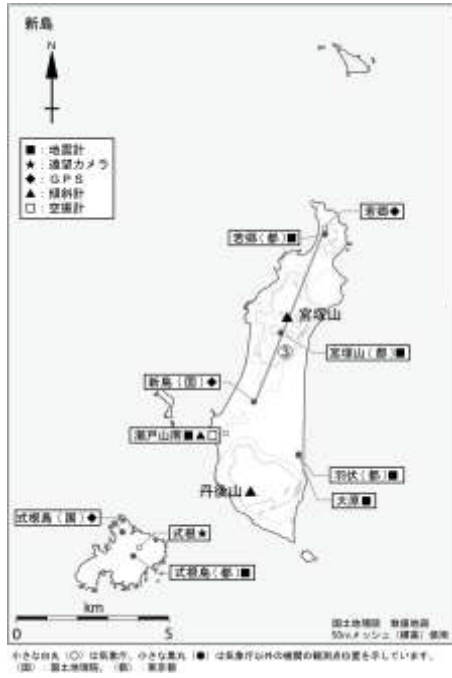 新島
N
■：地震計
★：遠望カメラ
◆：GPS
▲：傾斜計
□：空振計
若郷◆
若郷（都）■
宮塚山
宮塚山（都）■
③
新島（国）◆
瀬戸山南■▲□
羽伏（都）■
大原■
丹後山
式根島（国）◆
式根★
式根島（都）■
km
0 5
国土地理院 数値地図
50mメッシュ（標高）使用
小さな白丸（○）は気象庁、小さな黒丸（●）は気象庁以外の機関の観測点位置を示しています。
（国）：国土地理院、（都）：東京都